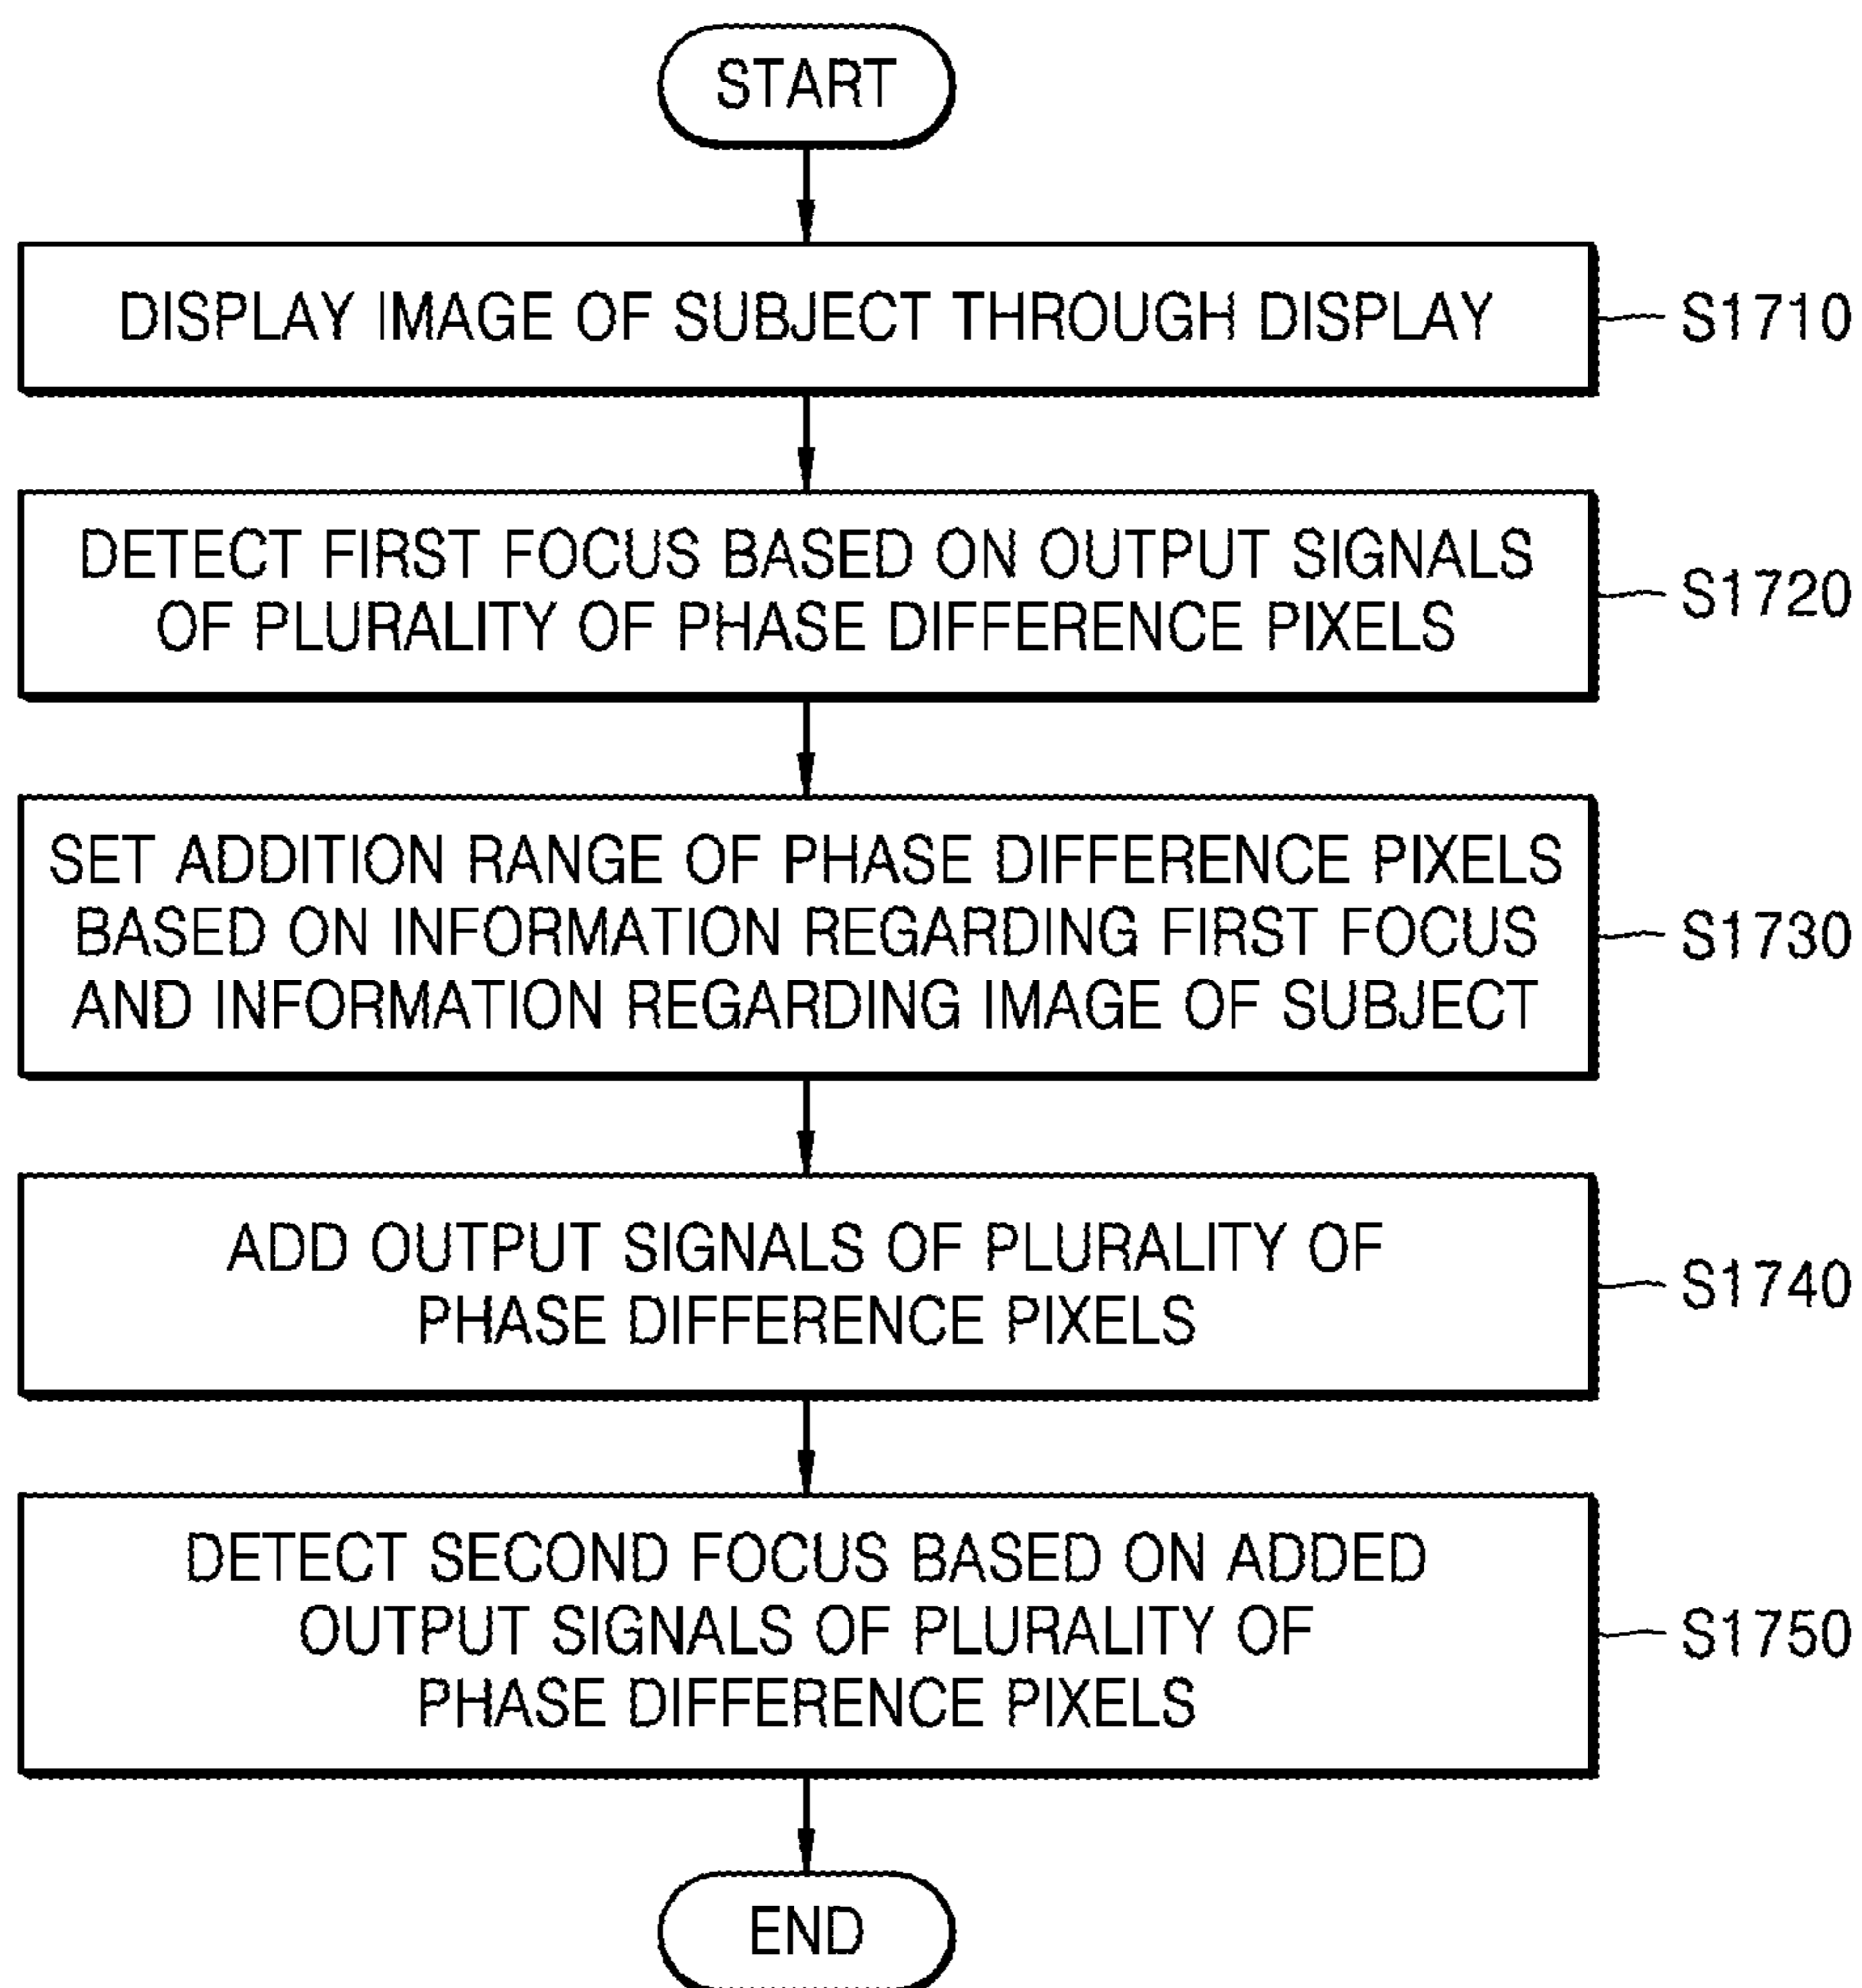 START
DISPLAY IMAGE OF SUBJECT THROUGH DISPLAY
S1710
DETECT FIRST FOCUS BASED ON OUTPUT SIGNALS
OF PLURALITY OF PHASE DIFFERENCE PIXELS
S1720
SET ADDITION RANGE OF PHASE DIFFERENCE PIXELS
BASED ON INFORMATION REGARDING FIRST FOCUS
AND INFORMATION REGARDING IMAGE OF SUBJECT
S1730
ADD OUTPUT SIGNALS OF PLURALITY OF
PHASE DIFFERENCE PIXELS
S1740
DETECT SECOND FOCUS BASED ON ADDED
OUTPUT SIGNALS OF PLURALITY OF
PHASE DIFFERENCE PIXELS
S1750
END